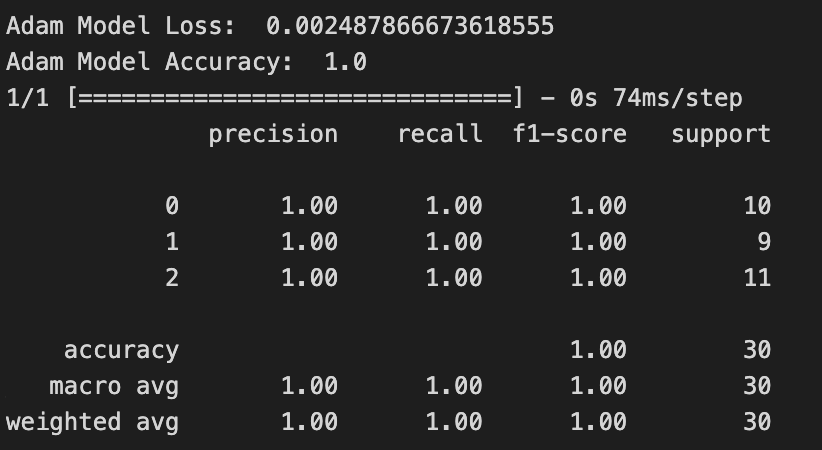 Adam Model Loss:  0.002487866673618555
Adam Model Accuracy:  1.0
1/1 [==============================] - 0s 74ms/step
              precision    recall  f1-score   support

           0       1.00      1.00      1.00        10
           1       1.00      1.00      1.00         9
           2       1.00      1.00      1.00        11

    accuracy                           1.00        30
   macro avg       1.00      1.00      1.00        30
weighted avg       1.00      1.00      1.00        30